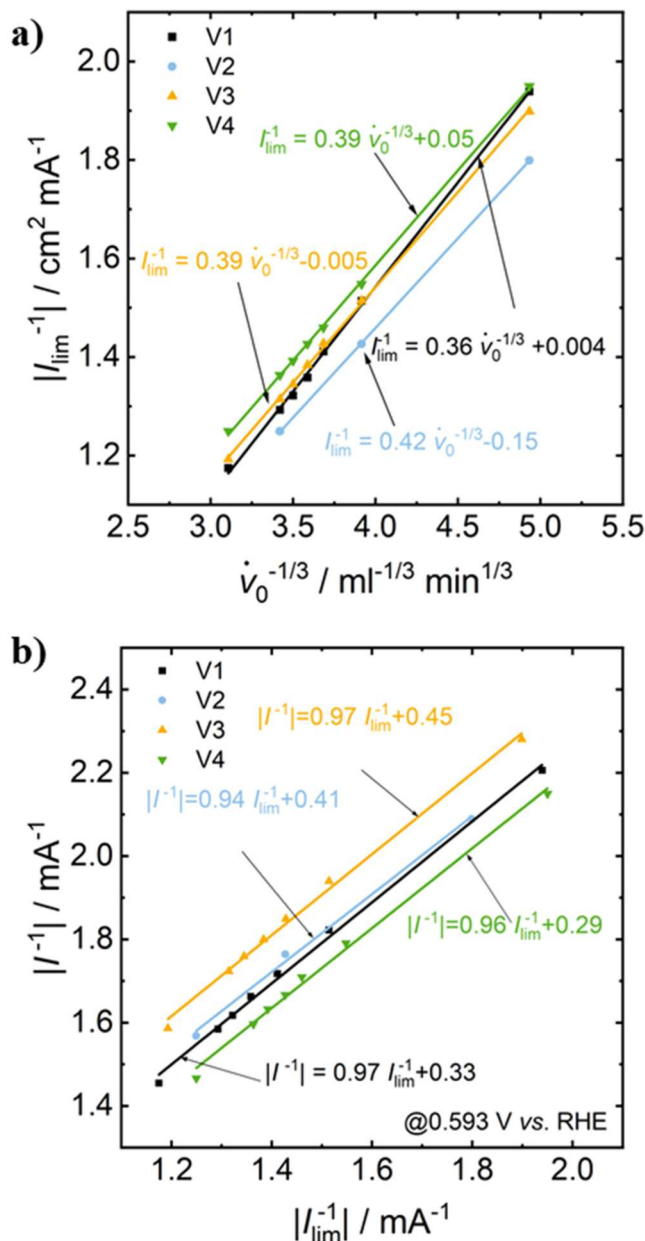 a)
V1
V2
V3
V4
2.0
1.8
1.6
1.4
1.2
|I_lim^-1| / cm² mA⁻¹
I_lim^-1 = 0.39 v̇₀^-1/3+0.05
I_lim^-1 = 0.39 v̇₀^-1/3-0.005
I_lim^-1 = 0.36 v̇₀^-1/3 +0.004
I_lim^-1 = 0.42 v̇₀^-1/3-0.15
2.5 3.0 3.5 4.0 4.5 5.0 5.5
v̇₀^-1/3 / ml^-1/3 min^1/3
b)
V1
V2
V3
V4
2.4
2.2
2.0
1.8
1.6
1.4
|I⁻¹| / mA⁻¹
|I⁻¹|=0.97 I_lim^-1+0.45
|I⁻¹|=0.94 I_lim^-1+0.41
|I⁻¹|=0.96 I_lim^-1+0.29
|I⁻¹| = 0.97 I_lim^-1+0.33
@0.593 V vs. RHE
1.2 1.4 1.6 1.8 2.0
|I_lim^-1| / mA⁻¹